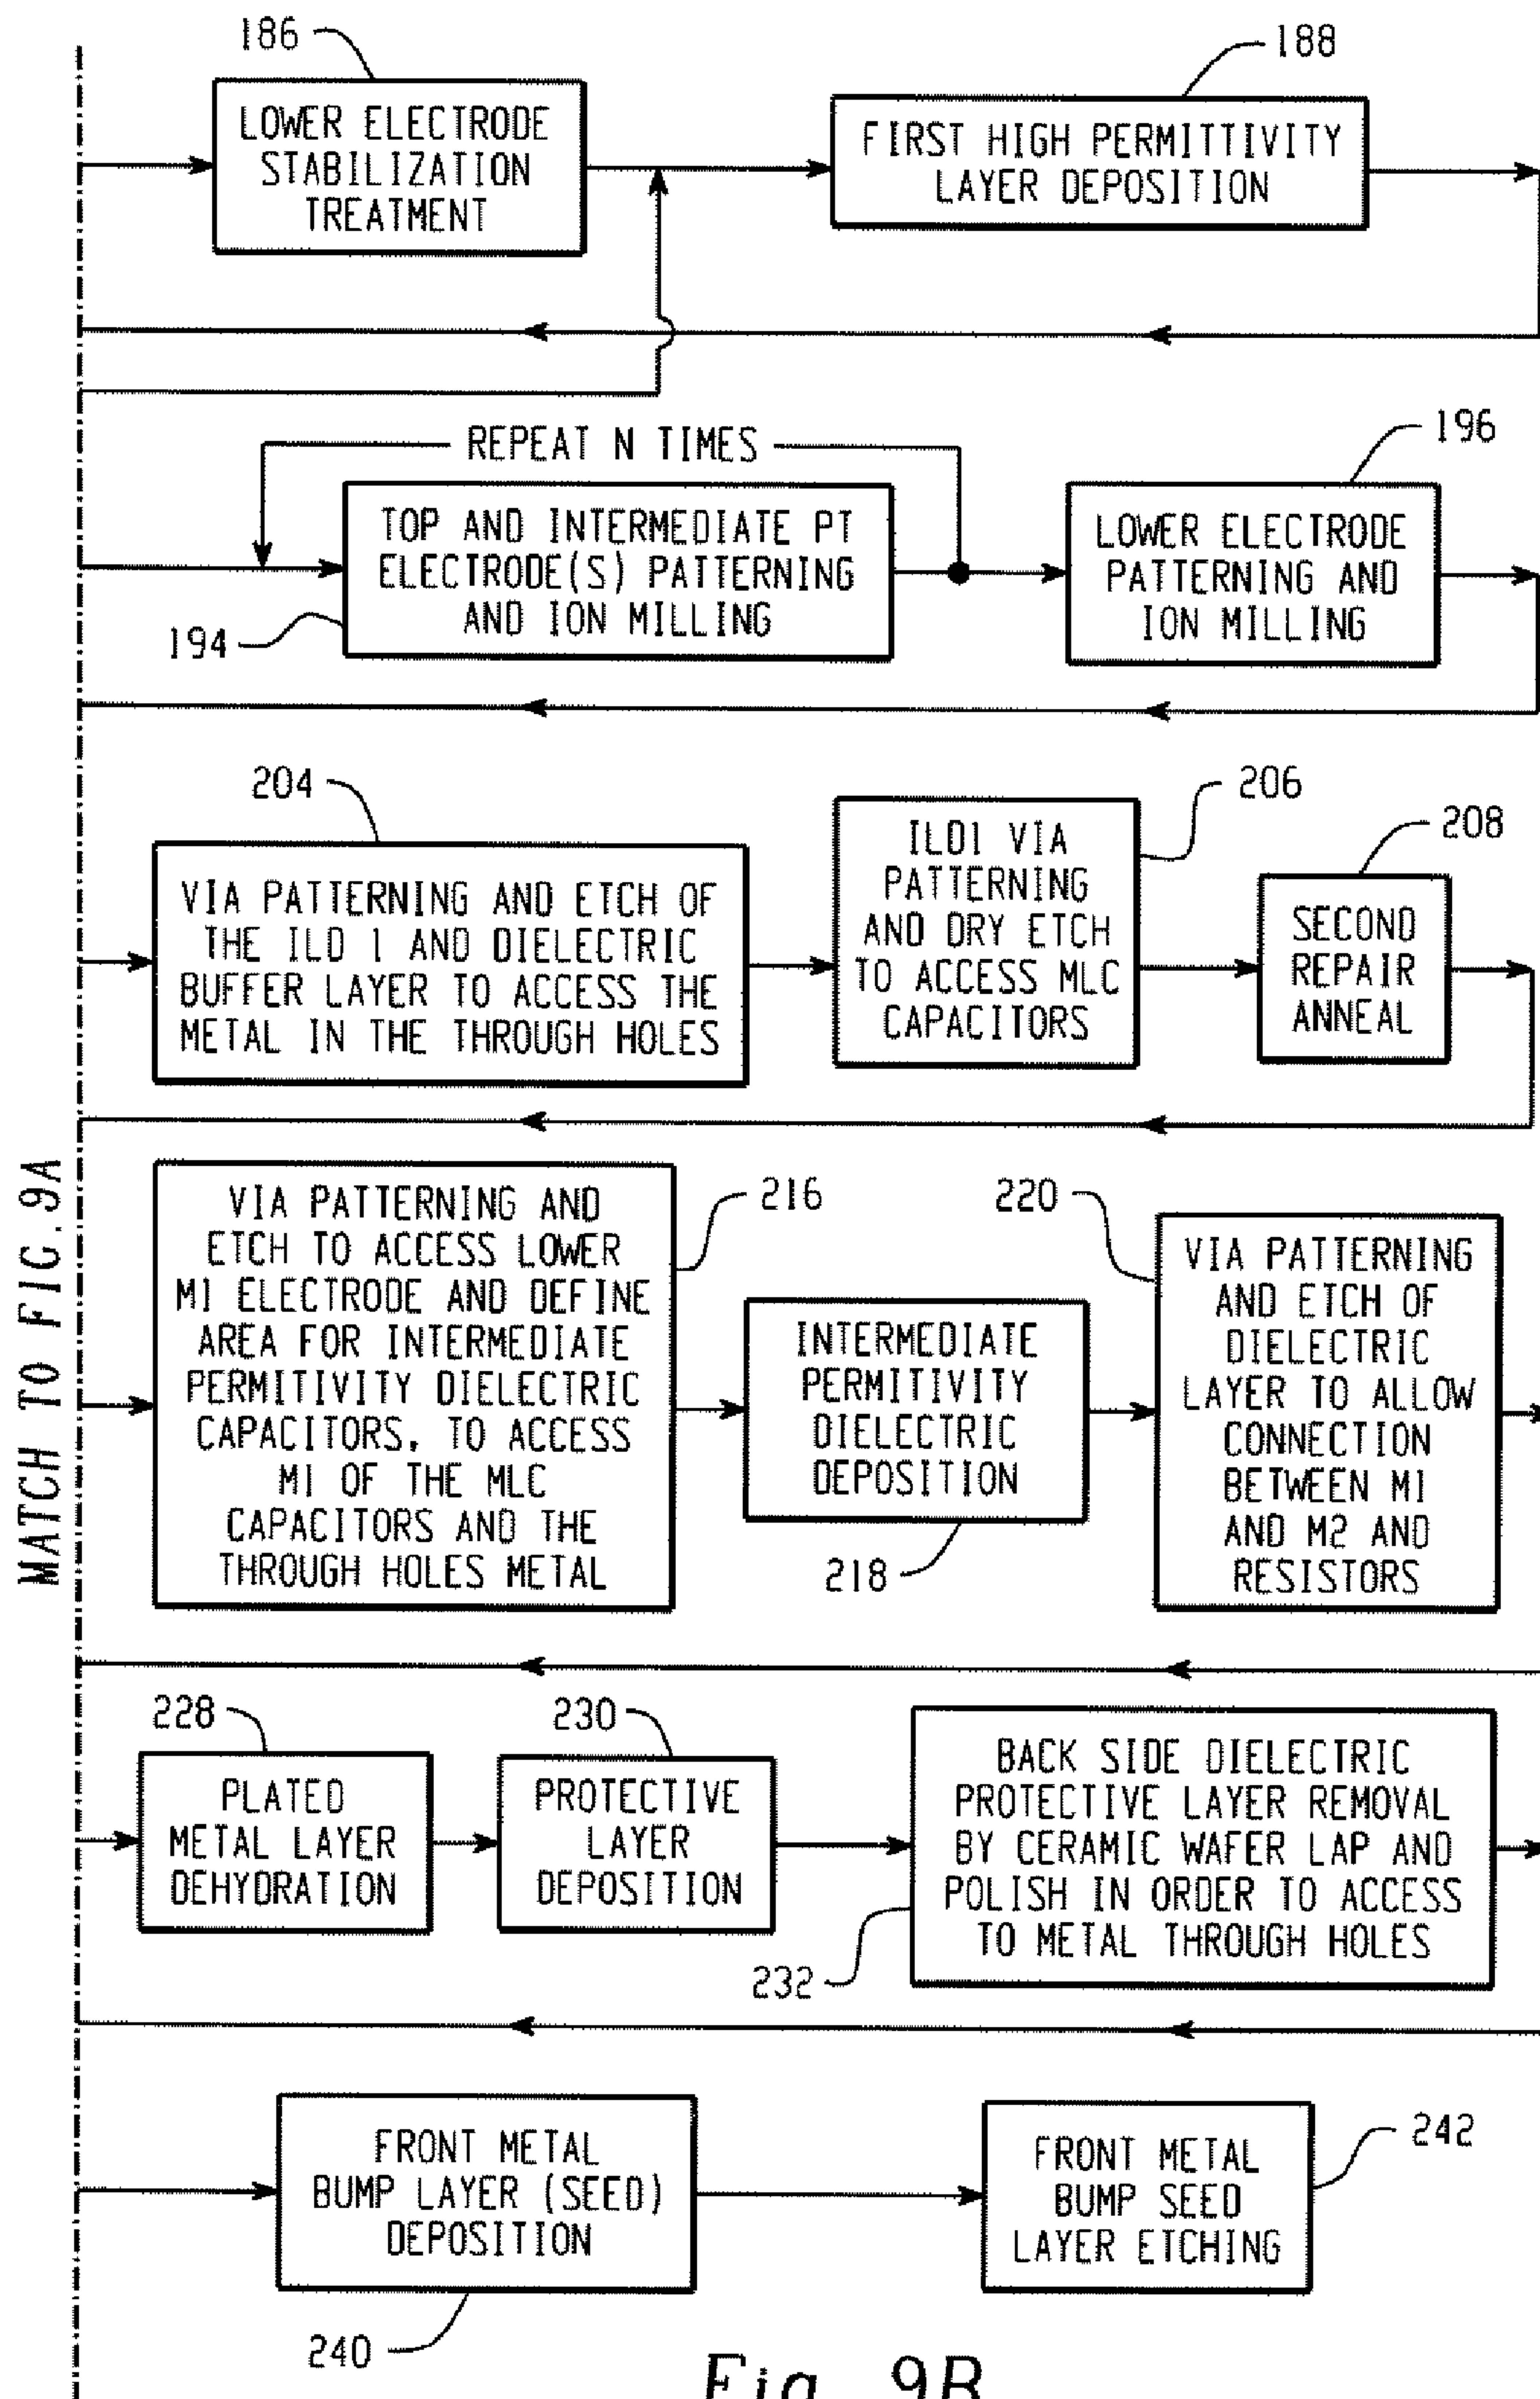 186
LOWER ELECTRODE
STABILIZATION
TREATMENT
188
FIRST HIGH PERMITTIVITY
LAYER DEPOSITION
REPEAT N TIMES
TOP AND INTERMEDIATE PT
ELECTRODE(S) PATTERNING
AND ION MILLING
194
196
LOWER ELECTRODE
PATTERNING AND
ION MILLING
204
VIA PATTERNING AND ETCH OF
THE ILD 1 AND DIELECTRIC
BUFFER LAYER TO ACCESS THE
METAL IN THE THROUGH HOLES
206
ILD1 VIA
PATTERNING
AND DRY ETCH
TO ACCESS MLC
CAPACITORS
208
SECOND
REPAIR
ANNEAL
MATCH TO FIG.9A
216
VIA PATTERNING AND
ETCH TO ACCESS LOWER
M1 ELECTRODE AND DEFINE
AREA FOR INTERMEDIATE
PERMITIVITY DIELECTRIC
CAPACITORS, TO ACCESS
M1 OF THE MLC
CAPACITORS AND THE
THROUGH HOLES METAL
INTERMEDIATE
PERMITIVITY
DIELECTRIC
DEPOSITION
218
220
VIA PATTERNING
AND ETCH OF
DIELECTRIC
LAYER TO ALLOW
CONNECTION
BETWEEN M1
AND M2 AND
RESISTORS
228
PLATED
METAL LAYER
DEHYDRATION
230
PROTECTIVE
LAYER
DEPOSITION
BACK SIDE DIELECTRIC
PROTECTIVE LAYER REMOVAL
BY CERAMIC WAFER LAP AND
POLISH IN ORDER TO ACCESS
TO METAL THROUGH HOLES
232
FRONT METAL
BUMP LAYER (SEED)
DEPOSITION
240
242
FRONT METAL
BUMP SEED
LAYER ETCHING
Fig. 9B